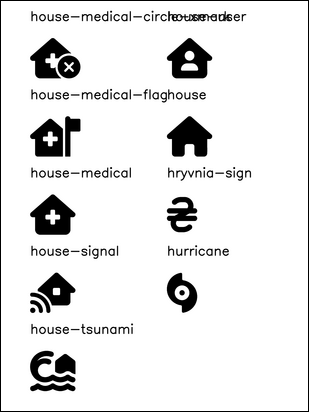 house-medical-circle-xmark
house-user
house-medical-flag
house
house-medical
hryvnia-sign
house-signal
hurricane
house-tsunami